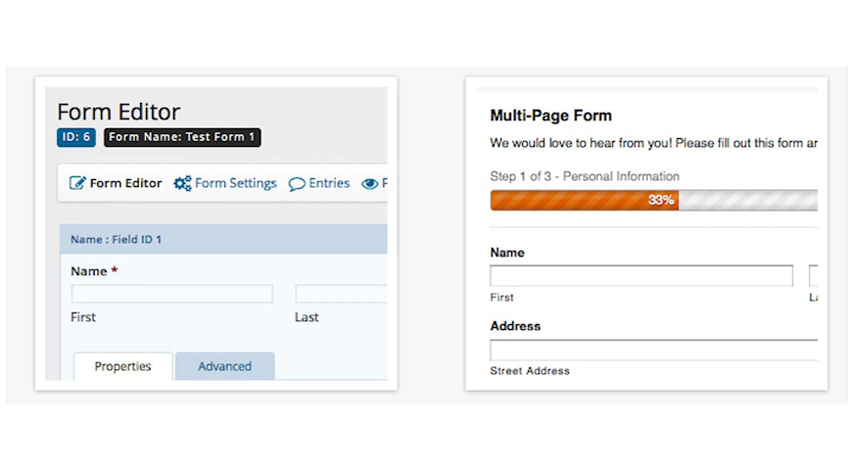 Form Editor
ID: 6 Form Name: Test Form 1
Form Editor Form Settings Entries
Name : Field ID 1
Name *
First Last
Properties Advanced
Multi-Page Form
We would love to hear from you! Please fill out this form
Step 1 of 3 - Personal Information
33%
Name
First
Address
Street Address